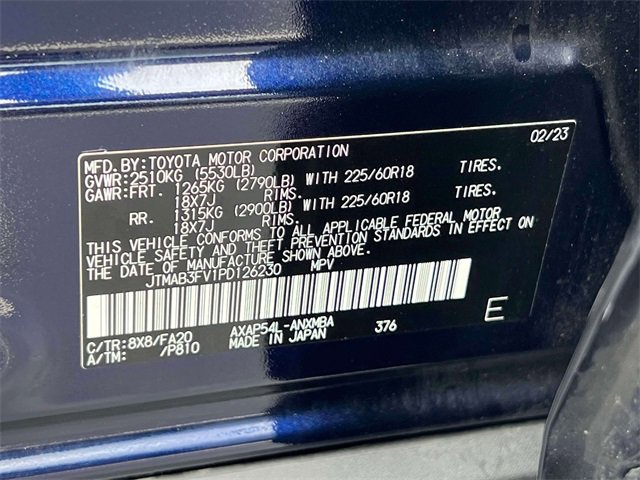 02/23
MFD.BY:TOYOTA MOTOR CORPORATION
GVWR:2510KG (5530LB)
GAWR:FRT. 1265KG (2790LB) WITH 225/60R18 TIRES.
18X7J RIMS.
RR. 1315KG (2900LB) WITH 225/60R18 TIRES.
18X7J RIMS.
THIS VEHICLE CONFORMS TO ALL APPLICABLE FEDERAL MOTOR
VEHICLE SAFETY AND THEFT PREVENTION STANDARDS IN EFFECT ON
THE DATE OF MANUFACTURE SHOWN ABOVE.
JTMAB3FV1PD126230 MPV
C/TR:8X8/FA20 AXAP54L-ANXMBA 376 E
A/TM: /P810 MADE IN JAPAN